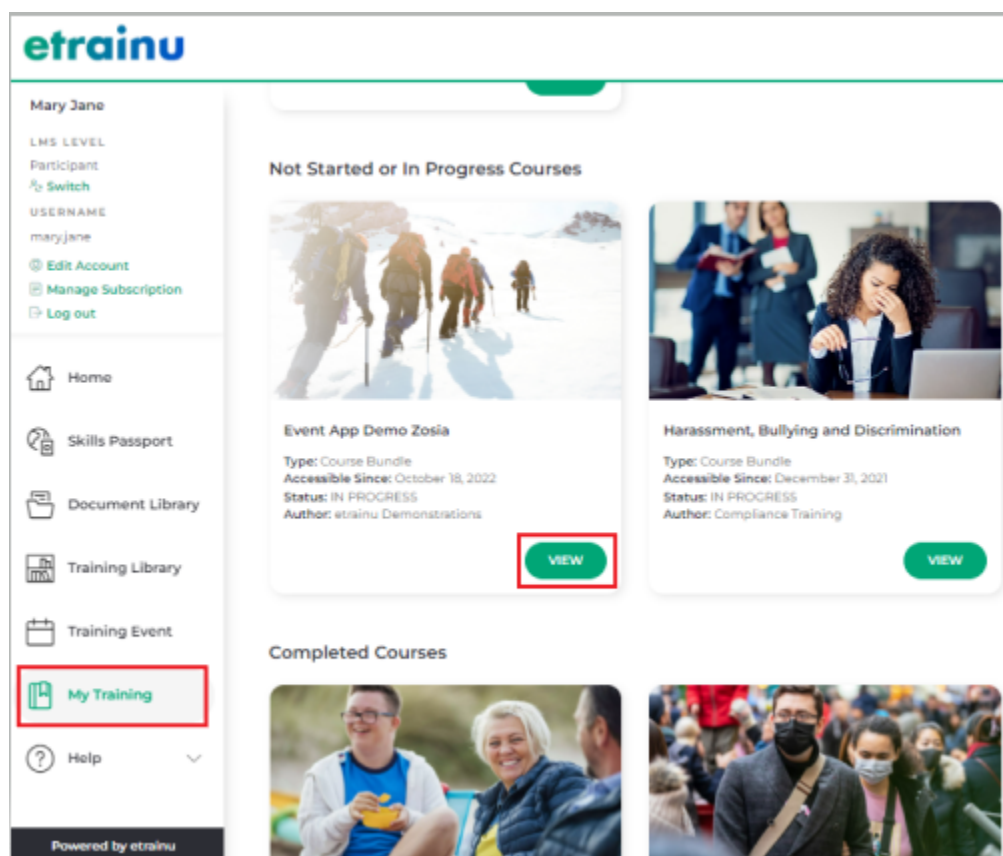 etrainu
Mary Jane
LMS LEVEL
Participant
Switch
USERNAME
mary.jane
Edit Account
Manage Subscription
Log out
Home
Skills Passport
Document Library
Training Library
Training Event
My Training
Help
Powered by etrainu
Not Started or In Progress Courses
Event App Demo Zosia
Type: Course Bundle
Accessible Since: October 18, 2022
Status: IN PROGRESS
Author: etrainu Demonstrations
VIEW
Harassment, Bullying and Discrimination
Type: Course Bundle
Accessible Since: December 31, 2021
Status: IN PROGRESS
Author: Compliance Training
VIEW
Completed Courses